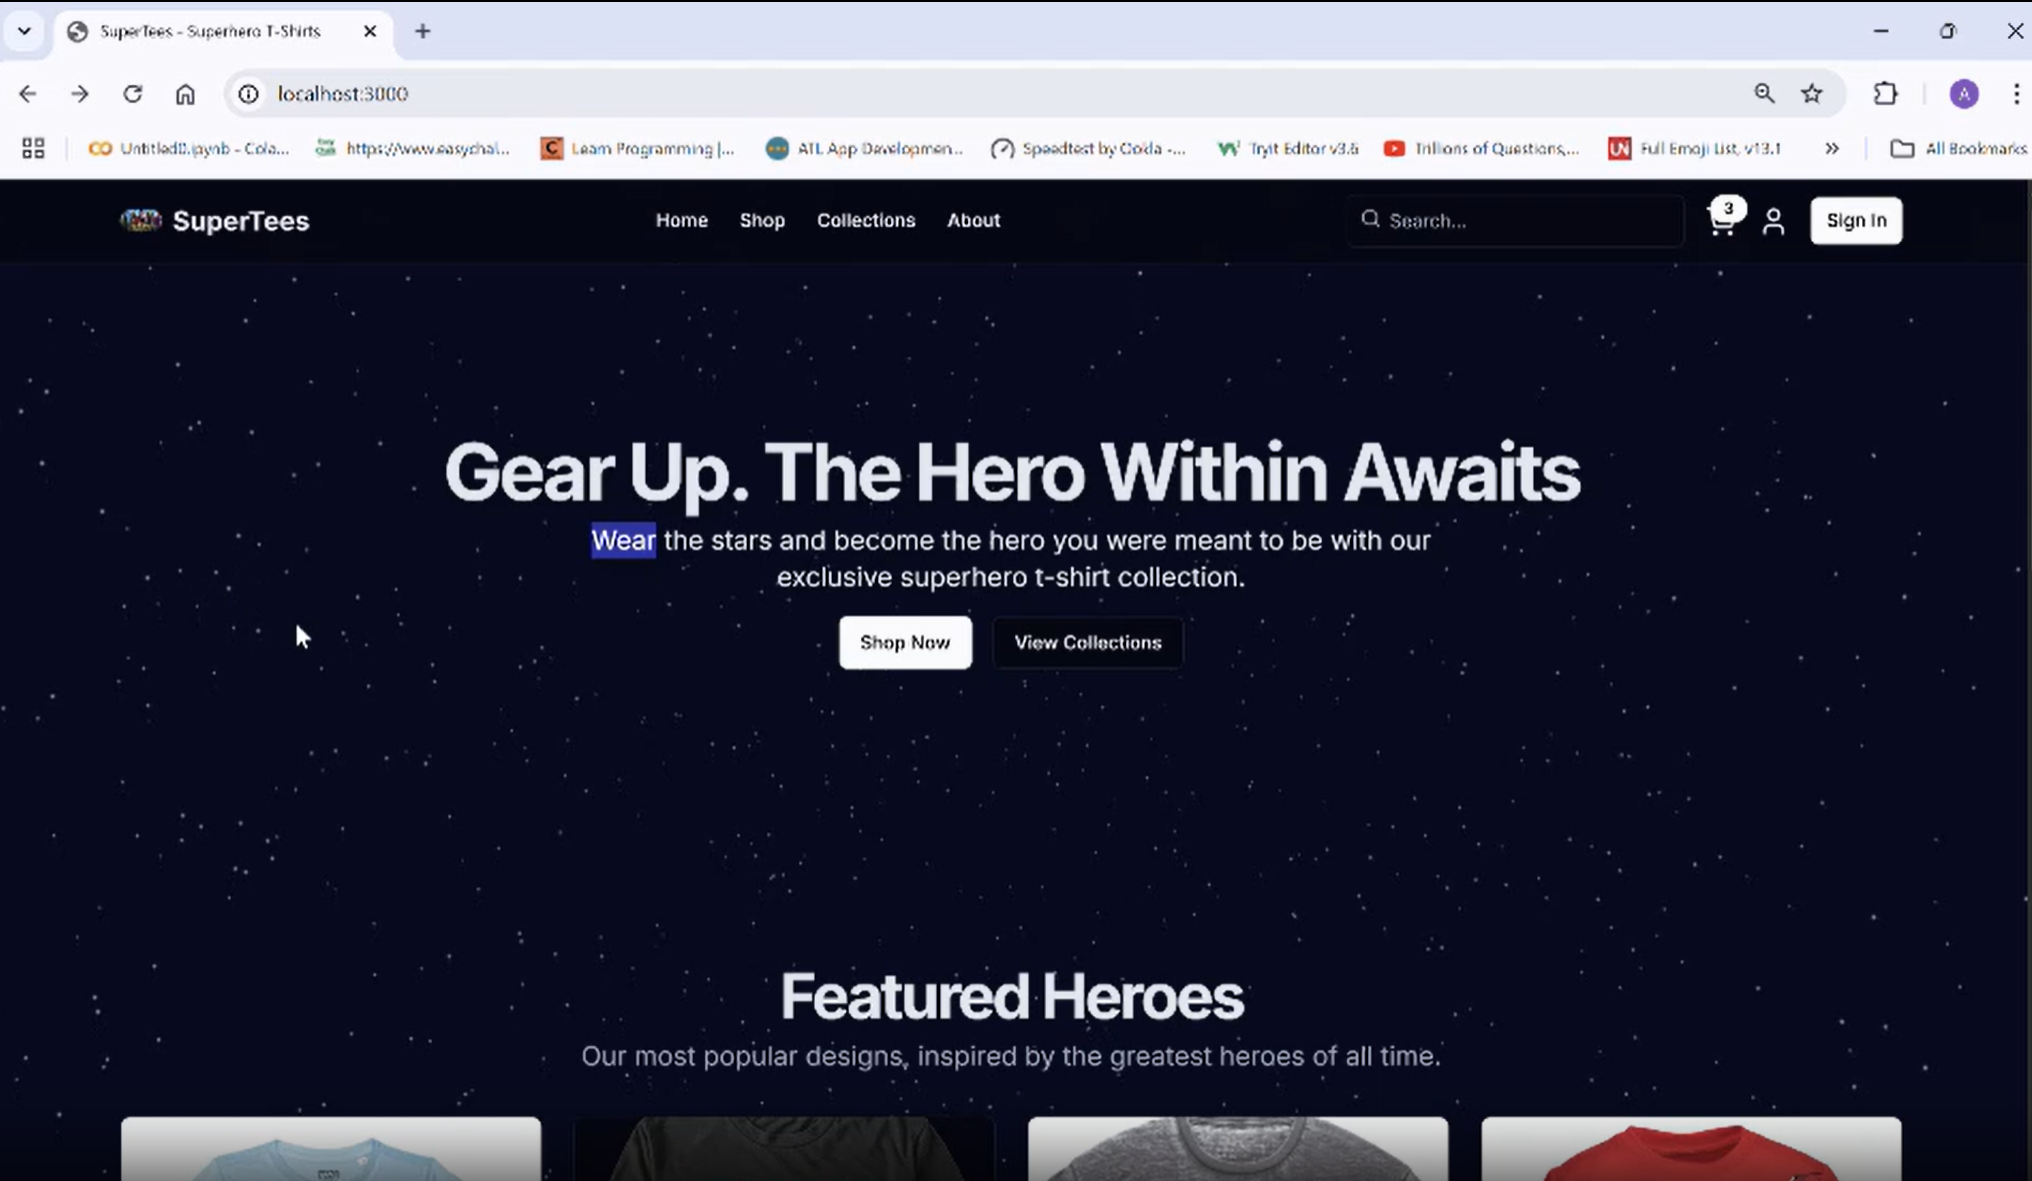 SuperTees - Superhero T-Shirts
localhost:3000
Untitled0.ipynb - Cola... https://www.easychal... Learn Programming |... ATL App Developmen... Speedtest by Ookla -... Tryit Editor v3.6 Trillions of Questions,... Full Emoji List, v13.1 All Bookmarks
SuperTees Home Shop Collections About Search... 3 Sign In
Gear Up. The Hero Within Awaits
Wear the stars and become the hero you were meant to be with our
exclusive superhero t-shirt collection.
Shop Now View Collections
Featured Heroes
Our most popular designs, inspired by the greatest heroes of all time.